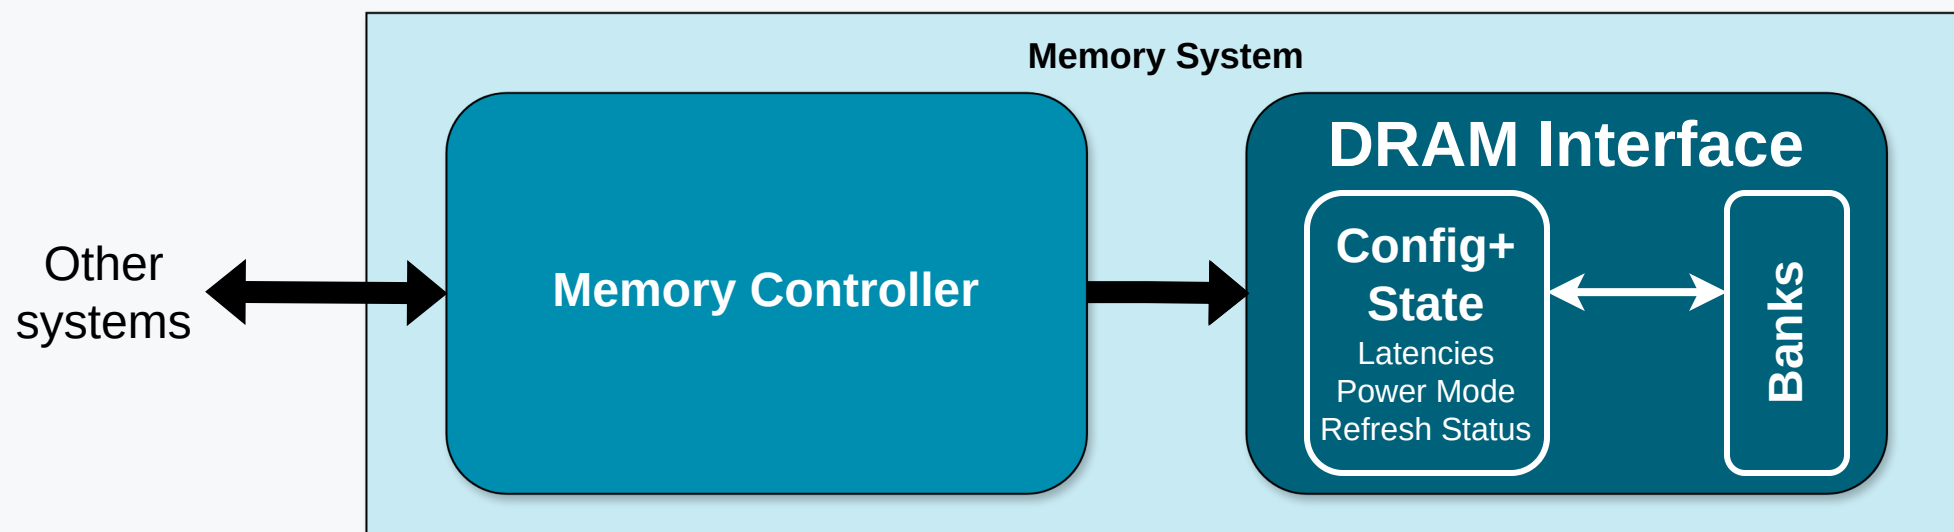 Memory System
Other
systems
Memory Controller
DRAM Interface
Config+
State
Latencies
Power Mode
Refresh Status
Banks